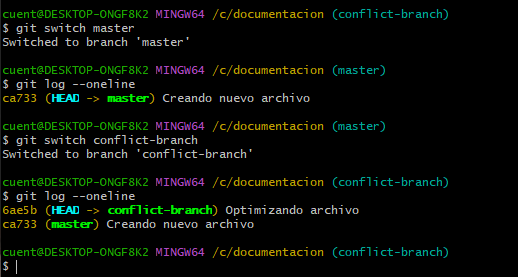 cuent@DESKTOP-ONGF8K2 MINGW64 /c/documentacion (conflict-branch)
$ git switch master
Switched to branch 'master'
cuent@DESKTOP-ONGF8K2 MINGW64 /c/documentacion (master)
$ git log --oneline
ca733 (HEAD -> master) Creando nuevo archivo
cuent@DESKTOP-ONGF8K2 MINGW64 /c/documentacion (master)
$ git switch conflict-branch
Switched to branch 'conflict-branch'
cuent@DESKTOP-ONGF8K2 MINGW64 /c/documentacion (conflict-branch)
$ git log --oneline
6ae5b (HEAD -> conflict-branch) Optimizando archivo
ca733 (master) Creando nuevo archivo
cuent@DESKTOP-ONGF8K2 MINGW64 /c/documentacion (conflict-branch)
$